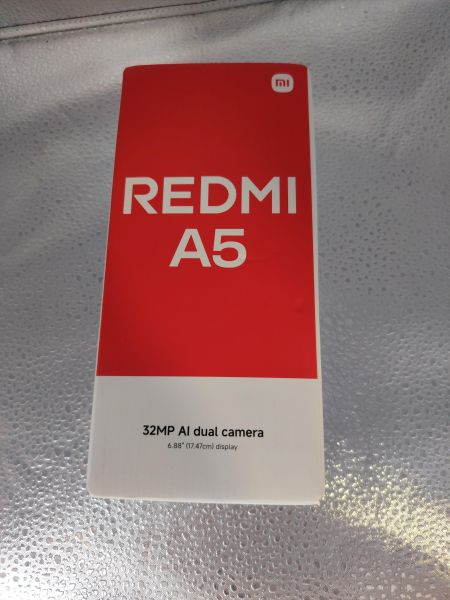 mi
REDMI
A5
32MP AI dual camera
6.88" (17.47cm) display